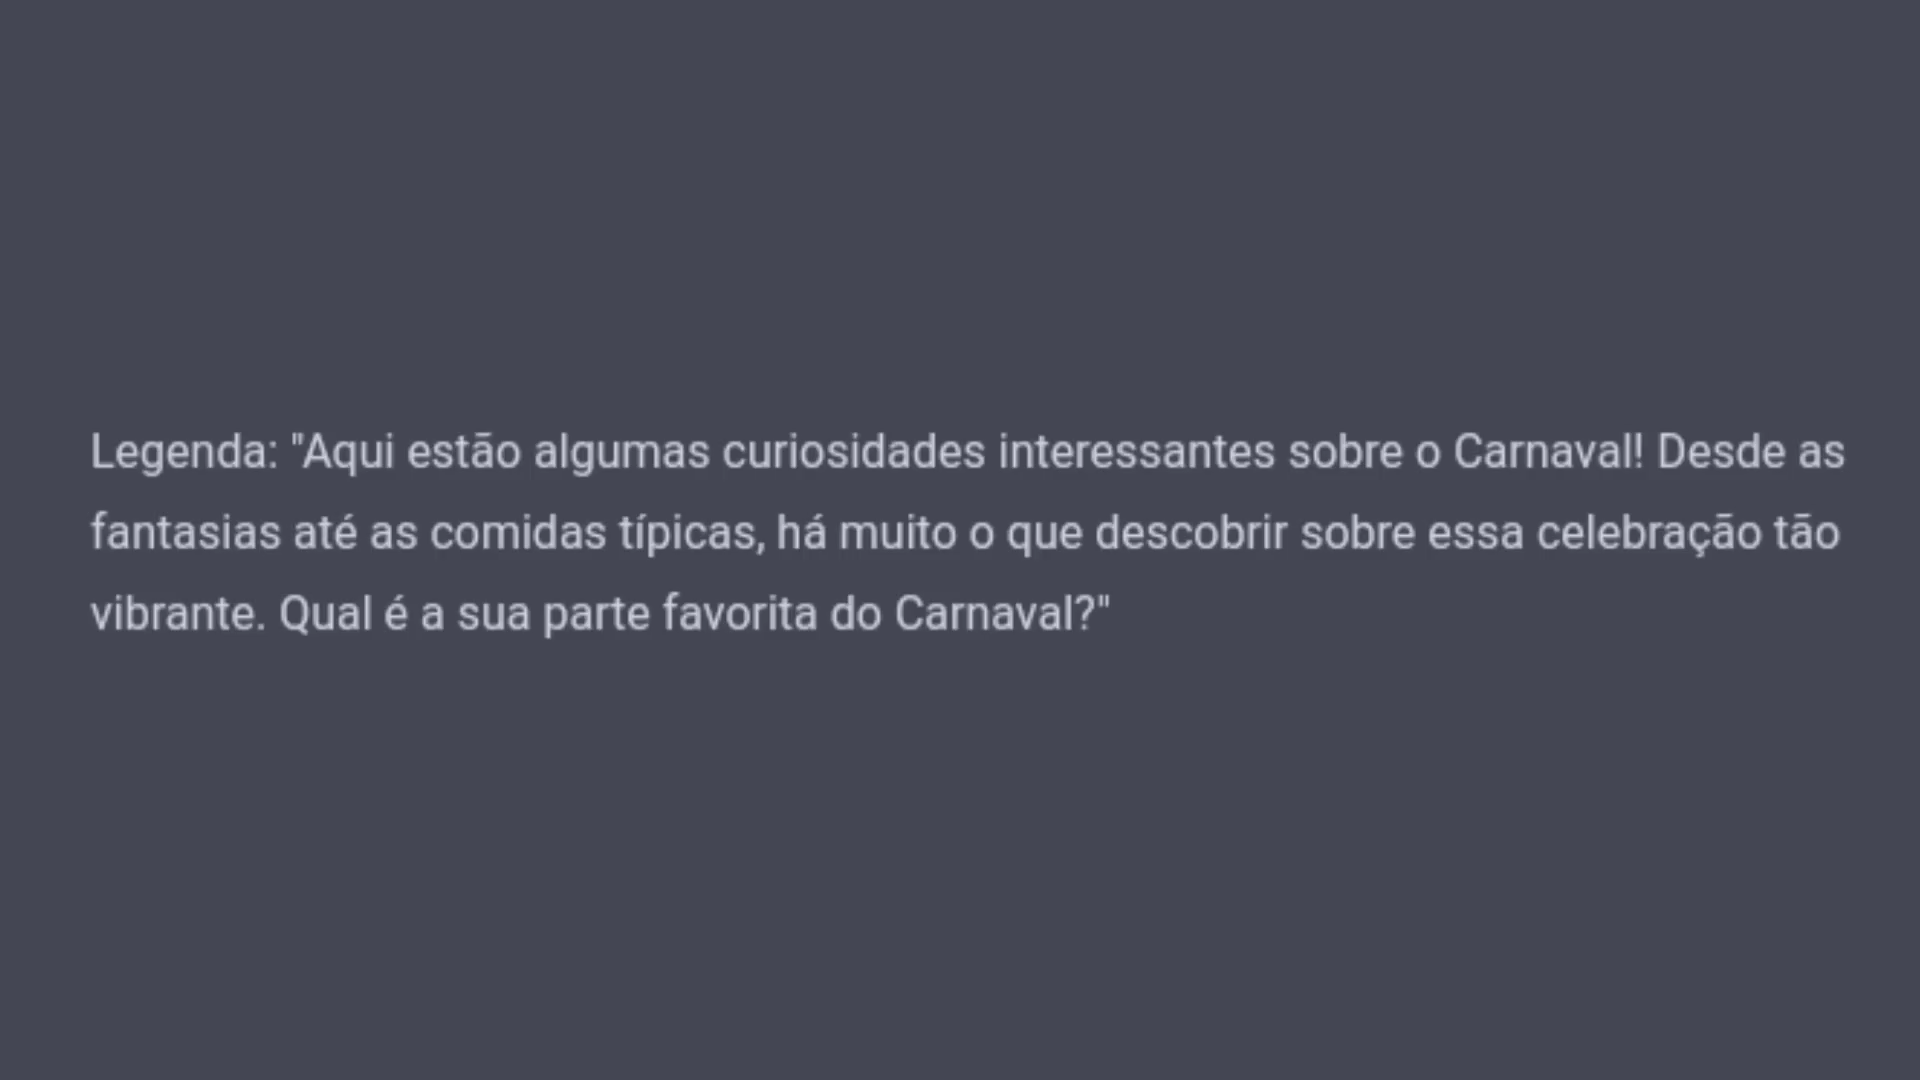 Legenda: "Aqui estão algumas curiosidades interessantes sobre o Carnaval! Desde as
fantasias até as comidas típicas, há muito o que descobrir sobre essa celebração tão
vibrante. Qual é a sua parte favorita do Carnaval?"